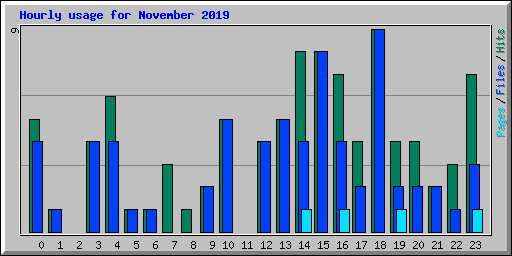 Hourly usage for November 2019
9
Pages/Files/Hits
0 1 2 3 4 5 6 7 8 9 10 11 12 13 14 15 16 17 18 19 20 21 22 23